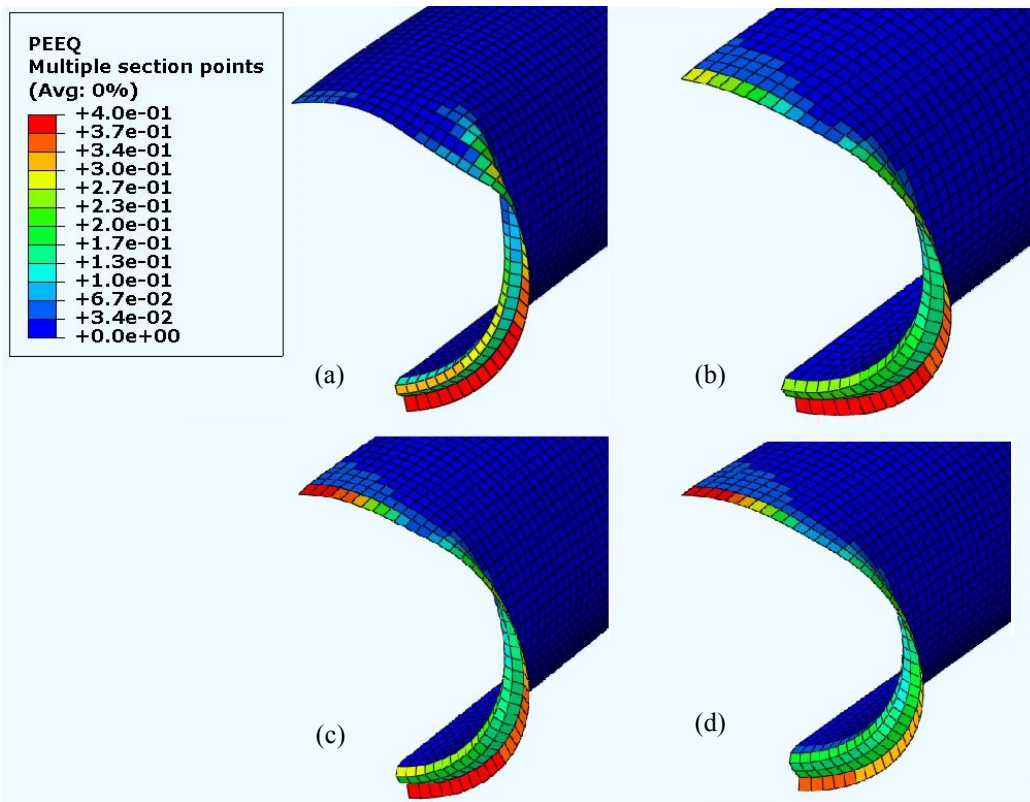 PEEQ
Multiple section points
(Avg: 0%)
+4.0e-01
+3.7e-01
+3.4e-01
+3.0e-01
+2.7e-01
+2.3e-01
+2.0e-01
+1.7e-01
+1.3e-01
+1.0e-01
+6.7e-02
+3.4e-02
+0.0e+00
(a)
(b)
(c)
(d)